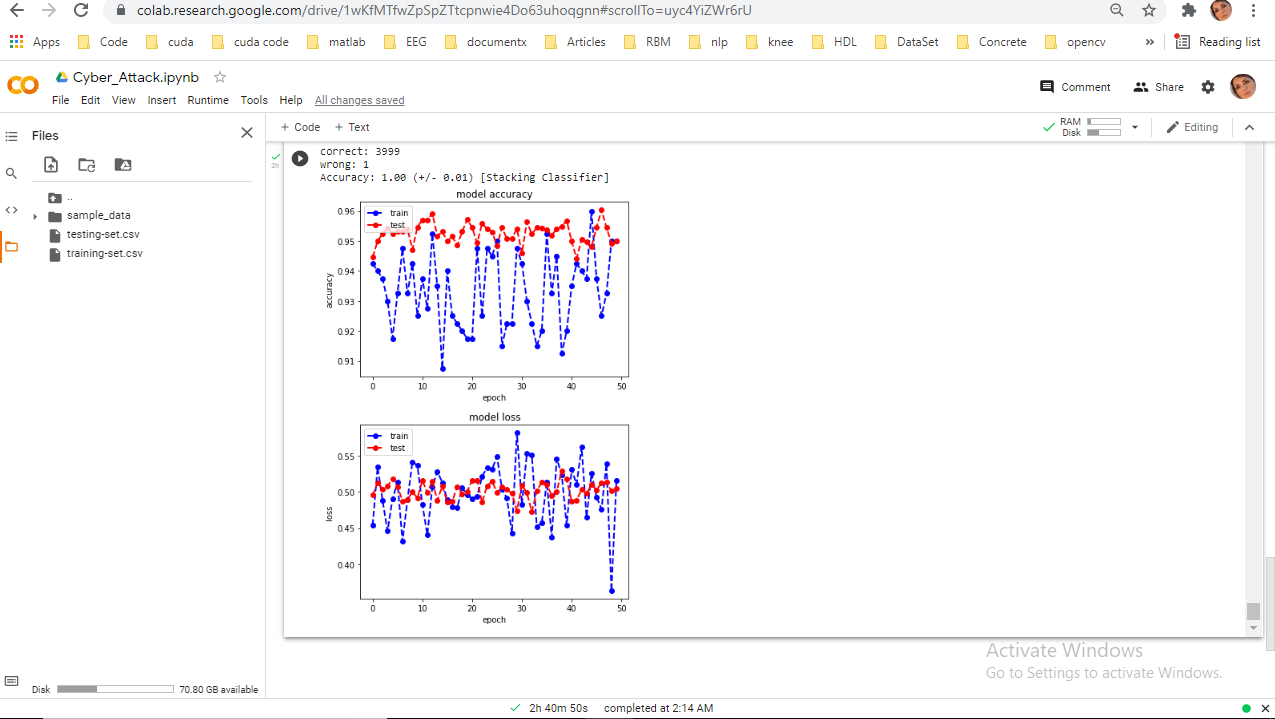 colab.research.google.com/drive/1wKfMTfwZpSpZTtcpnwie4Do63uhoqgnn#scrollTo=uyc4YiZWr6rU
Apps Code cuda cuda code matlab EEG documentx Articles RBM nlp knee HDL DataSet Concrete opencv » Reading list
CO Cyber_Attack.ipynb
File Edit View Insert Runtime Tools Help All changes saved
Comment Share
Files
+ Code + Text
RAM
Disk
Editing
..
sample_data
testing-set.csv
training-set.csv
2h
correct: 3999
wrong: 1
Accuracy: 1.00 (+/- 0.01) [Stacking Classifier]
model accuracy
train
test
0.96
0.95
0.94
0.93
0.92
0.91
accuracy
0 10 20 30 40 50
epoch
model loss
train
test
0.55
0.50
0.45
0.40
loss
0 10 20 30 40 50
epoch
Activate Windows
Go to Settings to activate Windows.
Disk 70.80 GB available
2h 40m 50s completed at 2:14 AM